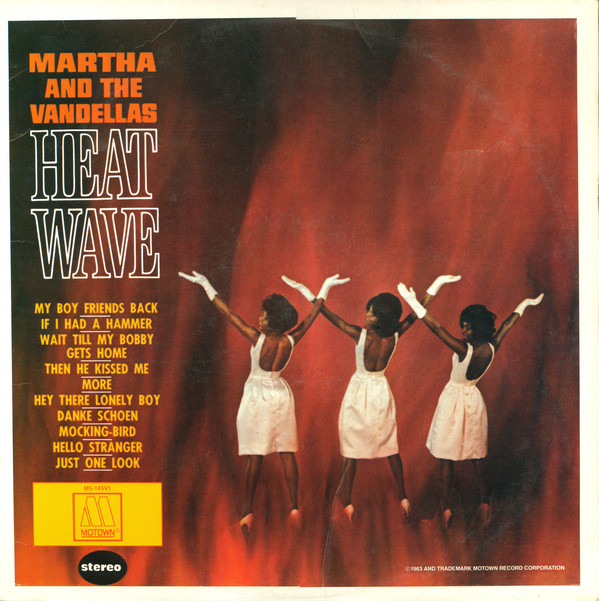 MARTHA
AND THE
VANDELLAS
HEAT
WAVE
MY BOY FRIENDS BACK
IF I HAD A HAMMER
WAIT TILL MY BOBBY
GETS HOME
THEN HE KISSED ME
MORE
HEY THERE LONELY BOY
DANKE SCHOEN
MOCKING-BIRD
HELLO STRANGER
JUST ONE LOOK
MS-145V1
M
MOTOWN
stereo
©1963 AND TRADEMARK MOTOWN RECORD CORPORATION